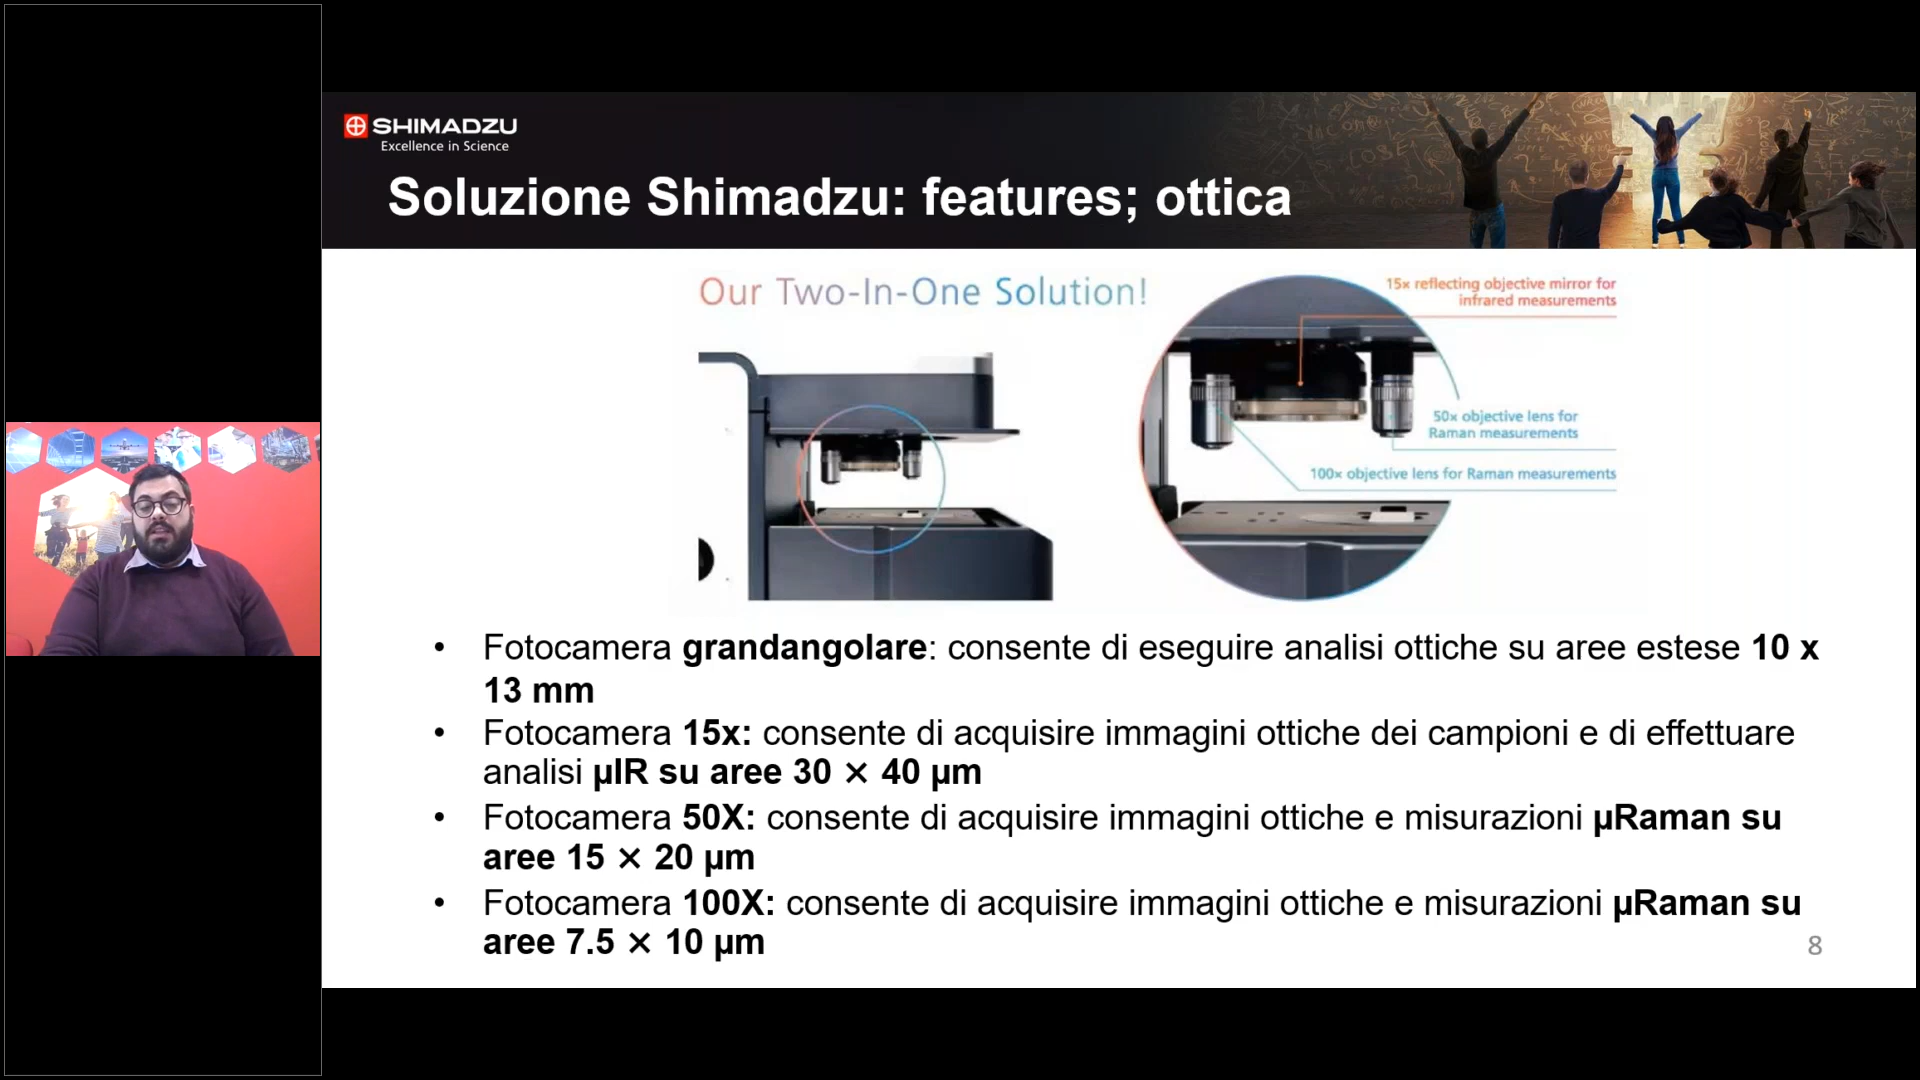 SHIMADZU
Excellence in Science
Soluzione Shimadzu: features; ottica
Our Two-In-One Solution!
15x reflecting objective mirror for
infrared measurements
50x objective lens for
Raman measurements
100x objective lens for Raman measurements
• Fotocamera grandangolare: consente di eseguire analisi ottiche su aree estese 10 x
13 mm
• Fotocamera 15x: consente di acquisire immagini ottiche dei campioni e di effettuare
analisi µIR su aree 30 × 40 µm
• Fotocamera 50X: consente di acquisire immagini ottiche e misurazioni µRaman su
aree 15 × 20 µm
• Fotocamera 100X: consente di acquisire immagini ottiche e misurazioni µRaman su
aree 7.5 × 10 µm
8